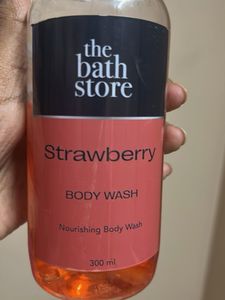 the
bath
store
Strawberry
BODY WASH
Nourishing Body Wash
300 ml